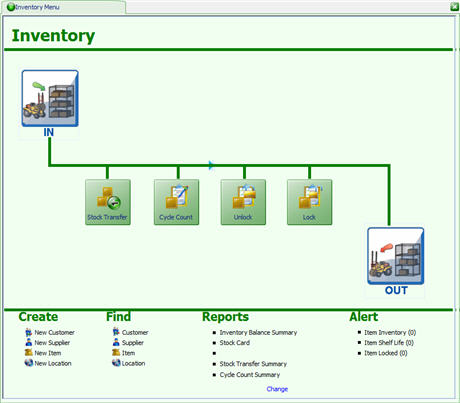 Inventory Menu
Inventory
IN
Stock Transfer
Cycle Count
Unlock
Lock
OUT
Create
New Customer
New Supplier
New Item
New Location
Find
Customer
Supplier
Item
Location
Reports
Inventory Balance Summary
Stock Card
Stock Transfer Summary
Cycle Count Summary
Change
Alert
Item Inventory (0)
Item Shelf Life (0)
Item Locked (0)